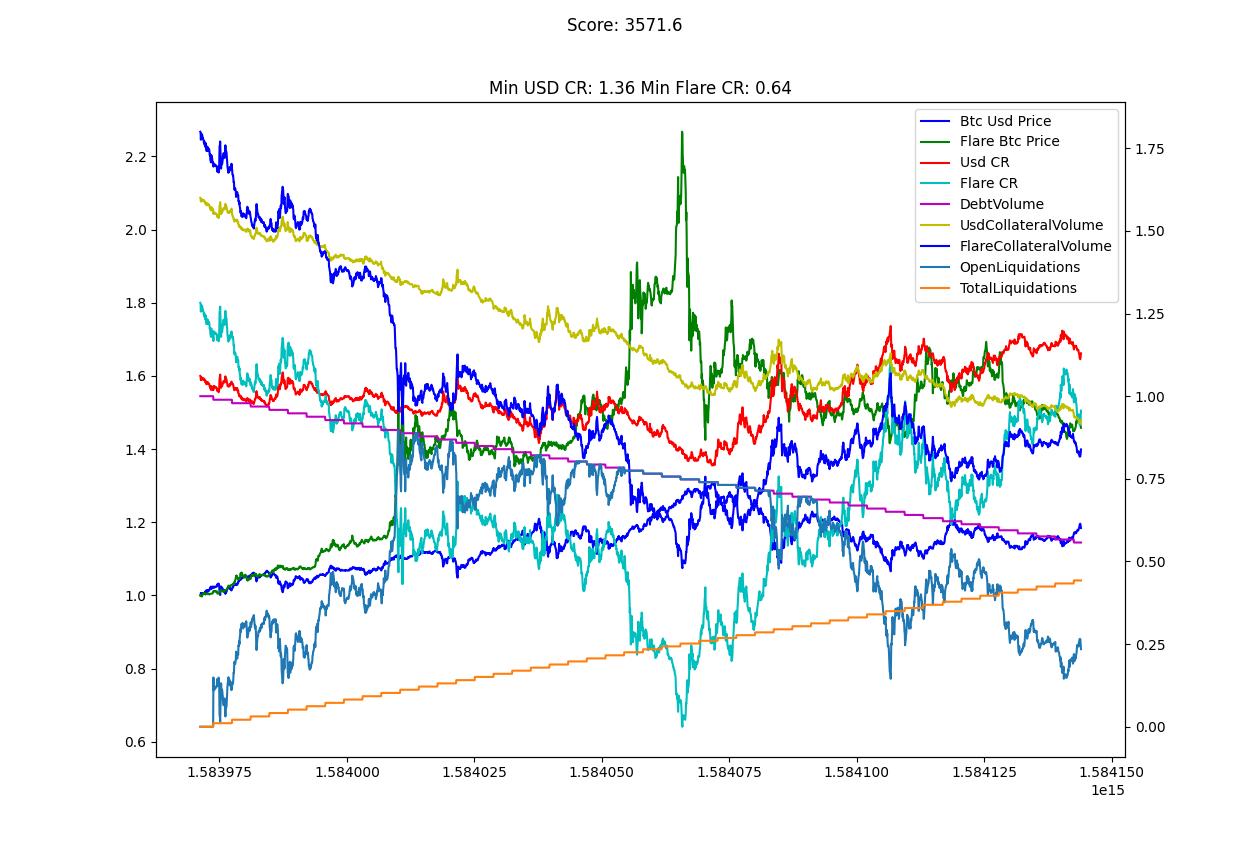 Score: 3571.6
Min USD CR: 1.36 Min Flare CR: 0.64
Btc Usd Price
Flare Btc Price
Usd CR
Flare CR
DebtVolume
UsdCollateralVolume
FlareCollateralVolume
OpenLiquidations
TotalLiquidations
2.2
2.0
1.8
1.6
1.4
1.2
1.0
0.8
0.6
1.75
1.50
1.25
1.00
0.75
0.50
0.25
0.00
1.583975 1.584000 1.584025 1.584050 1.584075 1.584100 1.584125 1.584150
1e15